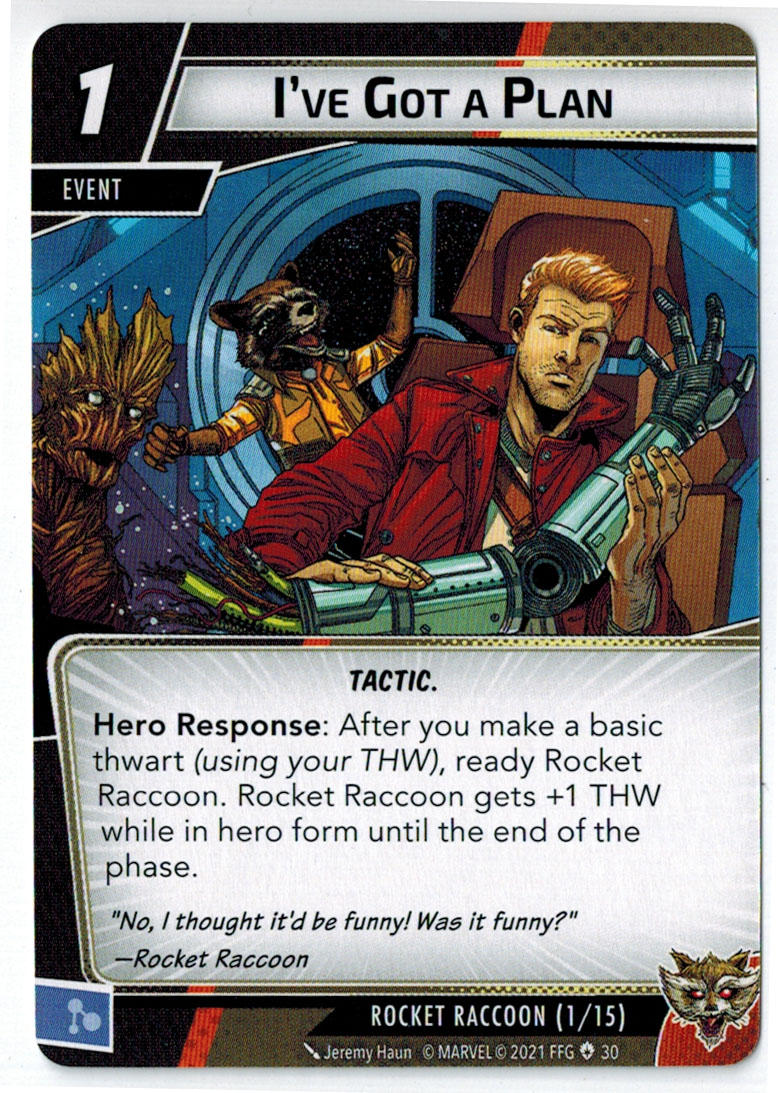 1
I've Got a Plan
EVENT
TACTIC.
Hero Response: After you make a basic
thwart (using your THW), ready Rocket
Raccoon. Rocket Raccoon gets +1 THW
while in hero form until the end of the
phase.
"No, I thought it'd be funny! Was it funny?"
—Rocket Raccoon
ROCKET RACCOON (1/15)
Jeremy Haun © MARVEL © 2021 FFG 30